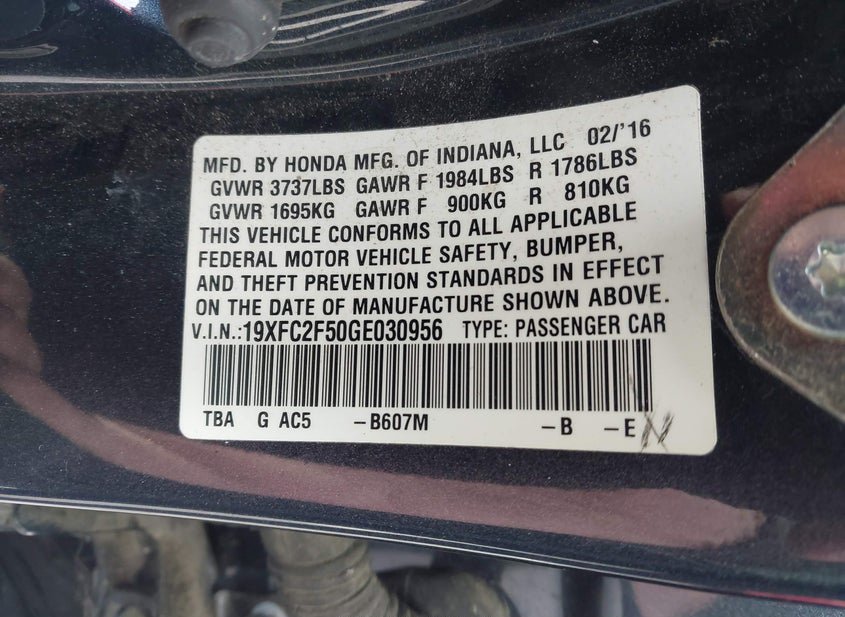 MFD. BY HONDA MFG. OF INDIANA, LLC 02/'16
GVWR 3737LBS GAWR F 1984LBS R 1786LBS
GVWR 1695KG GAWR F 900KG R 810KG
THIS VEHICLE CONFORMS TO ALL APPLICABLE
FEDERAL MOTOR VEHICLE SAFETY, BUMPER,
AND THEFT PREVENTION STANDARDS IN EFFECT
ON THE DATE OF MANUFACTURE SHOWN ABOVE.
V.I.N.:19XFC2F50GE030956 TYPE: PASSENGER CAR
TBA G AC5 -B607M -B -E N